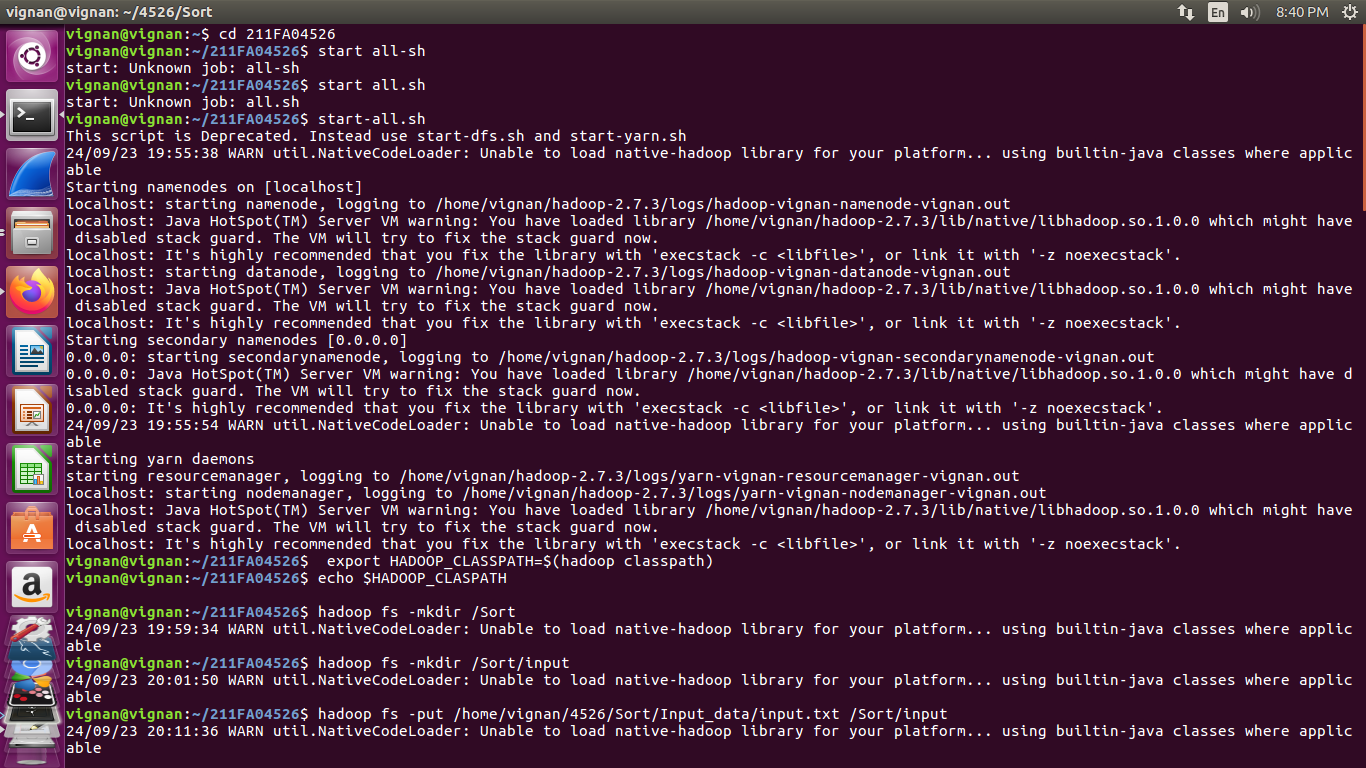 vignan@vignan: ~/4526/Sort
En
8:40 PM
vignan@vignan:~$ cd 211FA04526
vignan@vignan:~/211FA04526$ start all-sh
start: Unknown job: all-sh
vignan@vignan:~/211FA04526$ start all.sh
start: Unknown job: all.sh
vignan@vignan:~/211FA04526$ start-all.sh
This script is Deprecated. Instead use start-dfs.sh and start-yarn.sh
24/09/23 19:55:38 WARN util.NativeCodeLoader: Unable to load native-hadoop library for your platform... using builtin-java classes where applic
able
Starting namenodes on [localhost]
localhost: starting namenode, logging to /home/vignan/hadoop-2.7.3/logs/hadoop-vignan-namenode-vignan.out
localhost: Java HotSpot(TM) Server VM warning: You have loaded library /home/vignan/hadoop-2.7.3/lib/native/libhadoop.so.1.0.0 which might have
 disabled stack guard. The VM will try to fix the stack guard now.
localhost: It's highly recommended that you fix the library with 'execstack -c <libfile>', or link it with '-z noexecstack'.
localhost: starting datanode, logging to /home/vignan/hadoop-2.7.3/logs/hadoop-vignan-datanode-vignan.out
localhost: Java HotSpot(TM) Server VM warning: You have loaded library /home/vignan/hadoop-2.7.3/lib/native/libhadoop.so.1.0.0 which might have
 disabled stack guard. The VM will try to fix the stack guard now.
localhost: It's highly recommended that you fix the library with 'execstack -c <libfile>', or link it with '-z noexecstack'.
Starting secondary namenodes [0.0.0.0]
0.0.0.0: starting secondarynamenode, logging to /home/vignan/hadoop-2.7.3/logs/hadoop-vignan-secondarynamenode-vignan.out
0.0.0.0: Java HotSpot(TM) Server VM warning: You have loaded library /home/vignan/hadoop-2.7.3/lib/native/libhadoop.so.1.0.0 which might have d
isabled stack guard. The VM will try to fix the stack guard now.
0.0.0.0: It's highly recommended that you fix the library with 'execstack -c <libfile>', or link it with '-z noexecstack'.
24/09/23 19:55:54 WARN util.NativeCodeLoader: Unable to load native-hadoop library for your platform... using builtin-java classes where applic
able
starting yarn daemons
starting resourcemanager, logging to /home/vignan/hadoop-2.7.3/logs/yarn-vignan-resourcemanager-vignan.out
localhost: starting nodemanager, logging to /home/vignan/hadoop-2.7.3/logs/yarn-vignan-nodemanager-vignan.out
localhost: Java HotSpot(TM) Server VM warning: You have loaded library /home/vignan/hadoop-2.7.3/lib/native/libhadoop.so.1.0.0 which might have
 disabled stack guard. The VM will try to fix the stack guard now.
localhost: It's highly recommended that you fix the library with 'execstack -c <libfile>', or link it with '-z noexecstack'.
vignan@vignan:~/211FA04526$  export HADOOP_CLASSPATH=$(hadoop classpath)
vignan@vignan:~/211FA04526$ echo $HADOOP_CLASPATH
vignan@vignan:~/211FA04526$ hadoop fs -mkdir /Sort
24/09/23 19:59:34 WARN util.NativeCodeLoader: Unable to load native-hadoop library for your platform... using builtin-java classes where applic
able
vignan@vignan:~/211FA04526$ hadoop fs -mkdir /Sort/input
24/09/23 20:01:50 WARN util.NativeCodeLoader: Unable to load native-hadoop library for your platform... using builtin-java classes where applic
able
vignan@vignan:~/211FA04526$ hadoop fs -put /home/vignan/4526/Sort/Input_data/input.txt /Sort/input
24/09/23 20:11:36 WARN util.NativeCodeLoader: Unable to load native-hadoop library for your platform... using builtin-java classes where applic
able